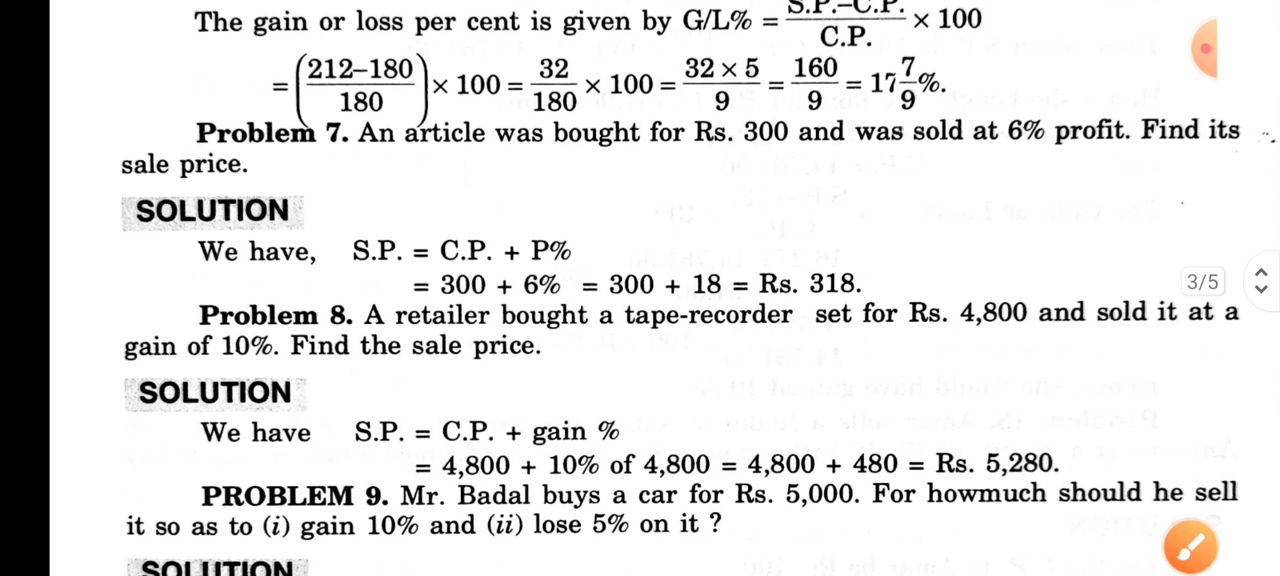 The gain or loss per cent is given by G/L% = S.P.–C.P. / C.P. × 100
= (212–180 / 180) × 100 = 32/180 × 100 = 32 × 5 / 9 = 160/9 = 17 7/9 %.
Problem 7. An article was bought for Rs. 300 and was sold at 6% profit. Find its
sale price.
SOLUTION
We have, S.P. = C.P. + P%
= 300 + 6% = 300 + 18 = Rs. 318.
3/5
Problem 8. A retailer bought a tape-recorder set for Rs. 4,800 and sold it at a
gain of 10%. Find the sale price.
SOLUTION
We have S.P. = C.P. + gain %
= 4,800 + 10% of 4,800 = 4,800 + 480 = Rs. 5,280.
PROBLEM 9. Mr. Badal buys a car for Rs. 5,000. For howmuch should he sell
it so as to (i) gain 10% and (ii) lose 5% on it ?
SOLUTION